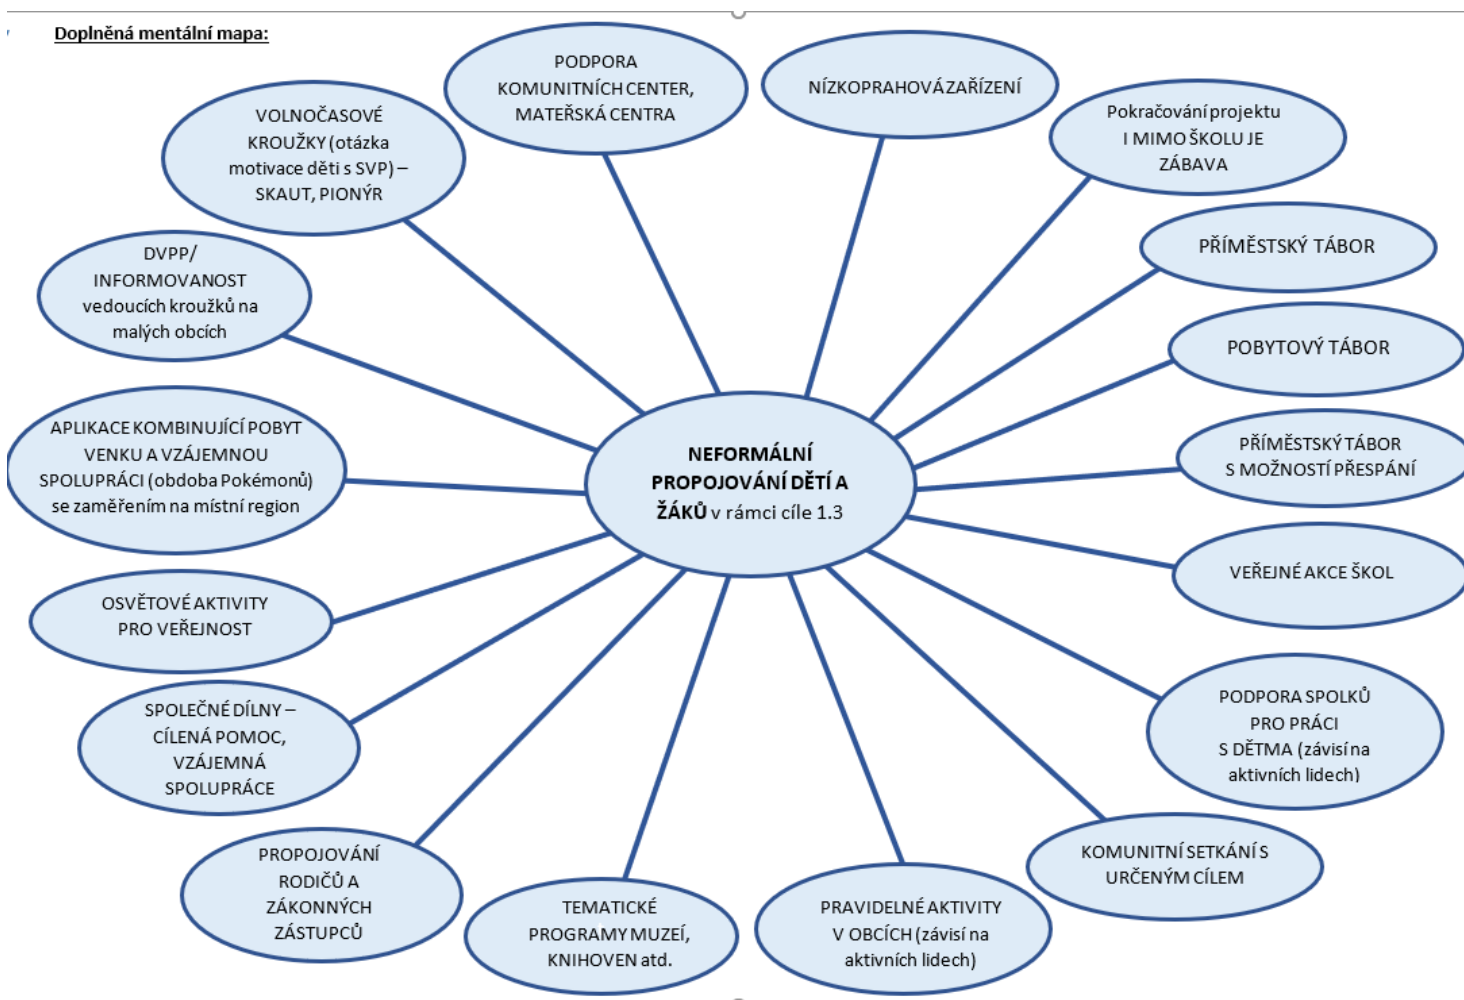 Doplněná mentální mapa:
PODPORA
KOMUNITNÍCH CENTER,
MATEŘSKÁ CENTRA
NÍZKOPRAHOVÁ ZAŘÍZENÍ
Pokračování projektu
I MIMO ŠKOLU JE
ZÁBAVA
PŘÍMĚSTSKÝ TÁBOR
POBYTOVÝ TÁBOR
PŘÍMĚSTSKÝ TÁBOR
S MOŽNOSTÍ PŘESPÁNÍ
VEŘEJNÉ AKCE ŠKOL
PODPORA SPOLKŮ
PRO PRÁCI
S DĚTMA (závisí na
aktivních lidech)
KOMUNITNÍ SETKÁNÍ S
URČENÝM CÍLEM
PRAVIDELNÉ AKTIVITY
V OBCÍCH (závisí na
aktivních lidech)
TEMATICKÉ
PROGRAMY MUZEÍ,
KNIHOVEN atd.
PROPOJOVÁNÍ
RODIČŮ A
ZÁKONNÝCH
ZÁSTUPCŮ
SPOLEČNÉ DÍLNY –
CÍLENÁ POMOC,
VZÁJEMNÁ
SPOLUPRÁCE
OSVĚTOVÉ AKTIVITY
PRO VEŘEJNOST
APLIKACE KOMBINUJÍCÍ POBYT
VENKU A VZÁJEMNOU
SPOLUPRÁCI (obdoba Pokémonů)
se zaměřením na místní region
DVPP/
INFORMOVANOST
vedoucích kroužků na
malých obcích
VOLNOČASOVÉ
KROUŽKY (otázka
motivace děti s SVP) –
SKAUT, PIONÝR
NEFORMÁLNÍ
PROPOJOVÁNÍ DĚTÍ A
ŽÁKŮ v rámci cíle 1.3